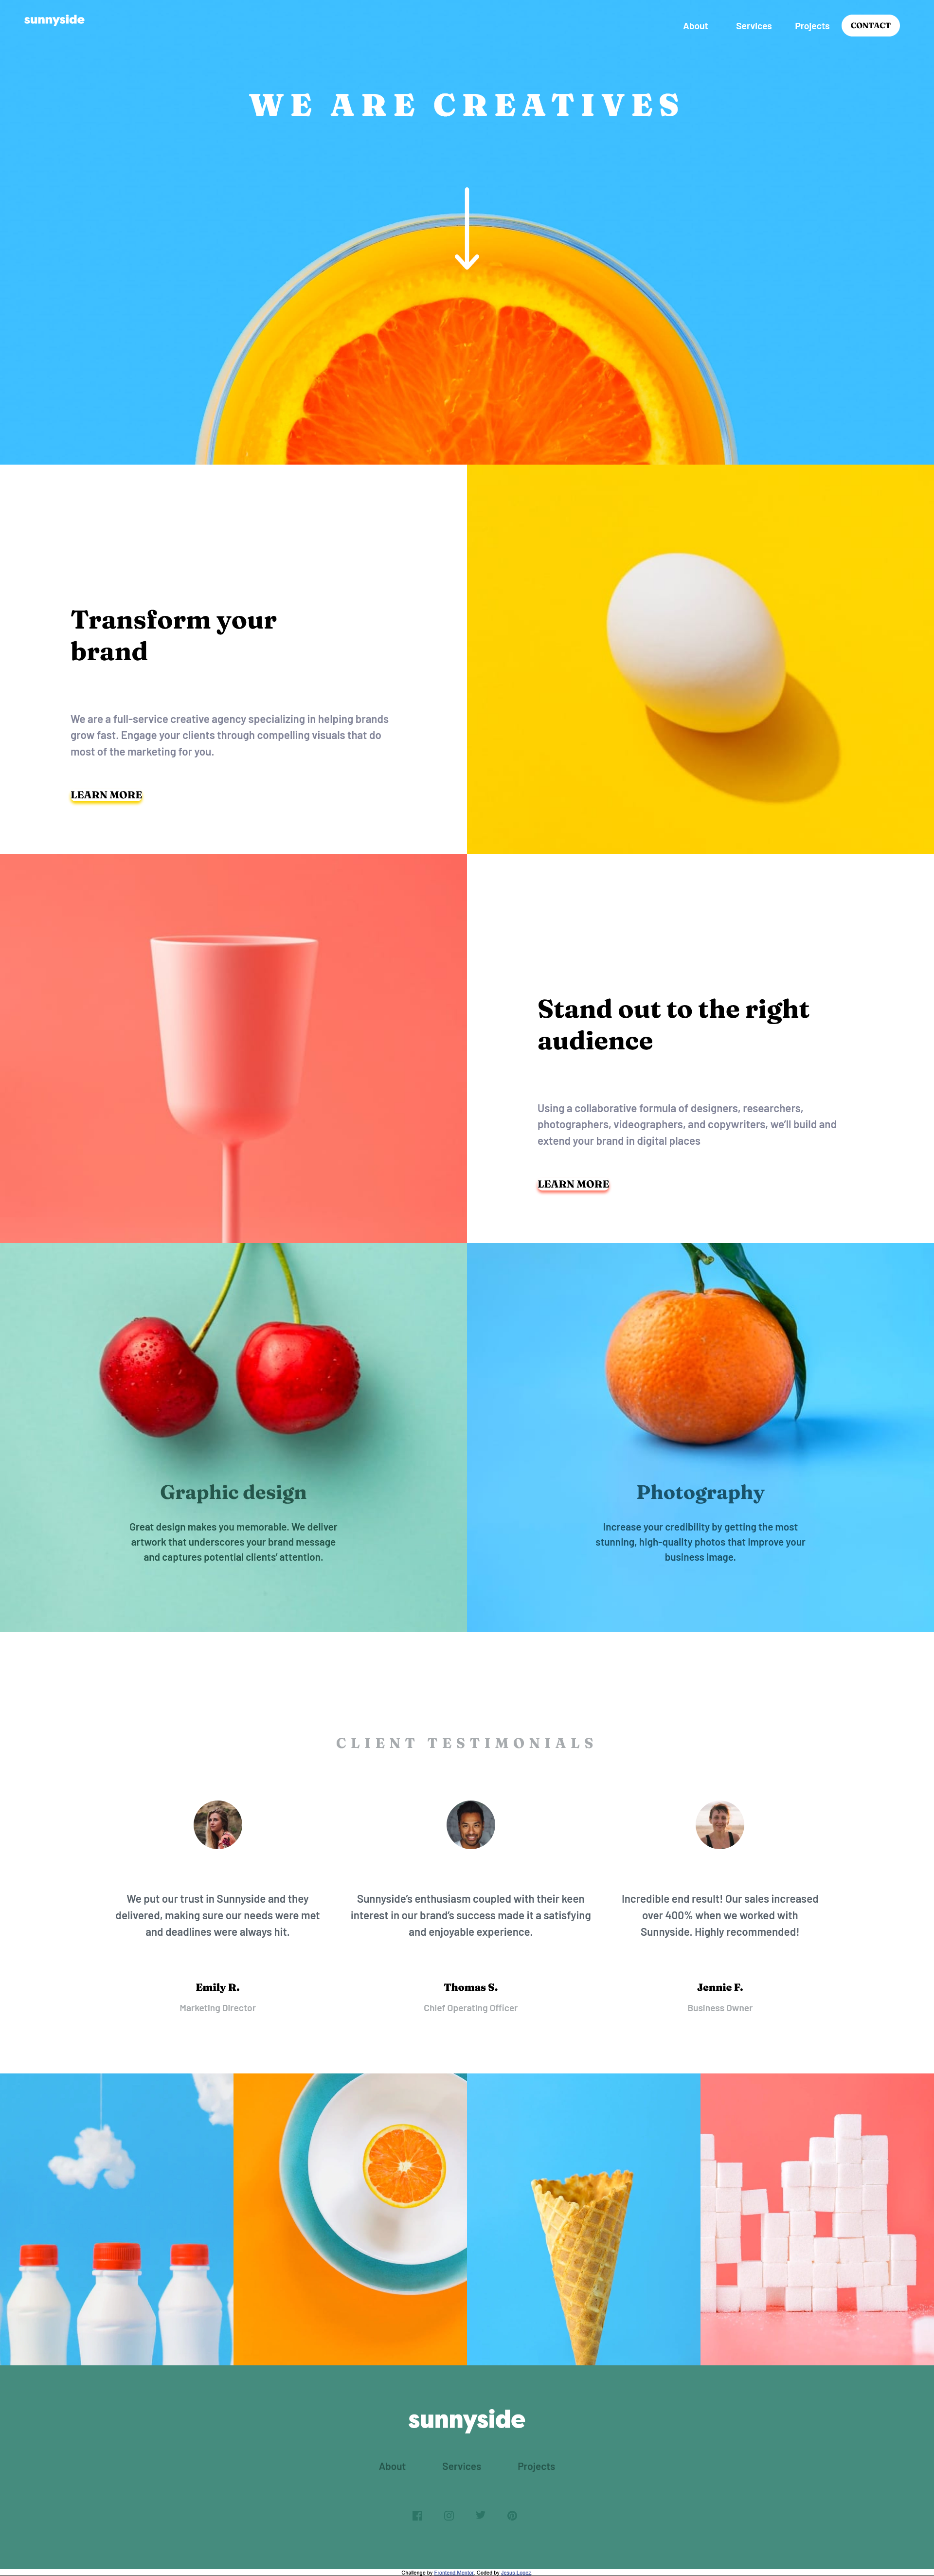 sunnyside
About Services Projects CONTACT
WE ARE CREATIVES
Transform your
brand
We are a full-service creative agency specializing in helping brands
grow fast. Engage your clients through compelling visuals that do
most of the marketing for you.
LEARN MORE
Stand out to the right
audience
Using a collaborative formula of designers, researchers,
photographers, videographers, and copywriters, we'll build and
extend your brand in digital places
LEARN MORE
Graphic design
Great design makes you memorable. We deliver
artwork that underscores your brand message
and captures potential clients' attention.
Photography
Increase your credibility by getting the most
stunning, high-quality photos that improve your
business image.
CLIENT TESTIMONIALS
We put our trust in Sunnyside and they
delivered, making sure our needs were met
and deadlines were always hit.
Emily R.
Marketing Director
Sunnyside's enthusiasm coupled with their keen
interest in our brand's success made it a satisfying
and enjoyable experience.
Thomas S.
Chief Operating Officer
Incredible end result! Our sales increased
over 400% when we worked with
Sunnyside. Highly recommended!
Jennie F.
Business Owner
sunnyside
About Services Projects
Challenge by Frontend Mentor. Coded by Jesus Lopez.